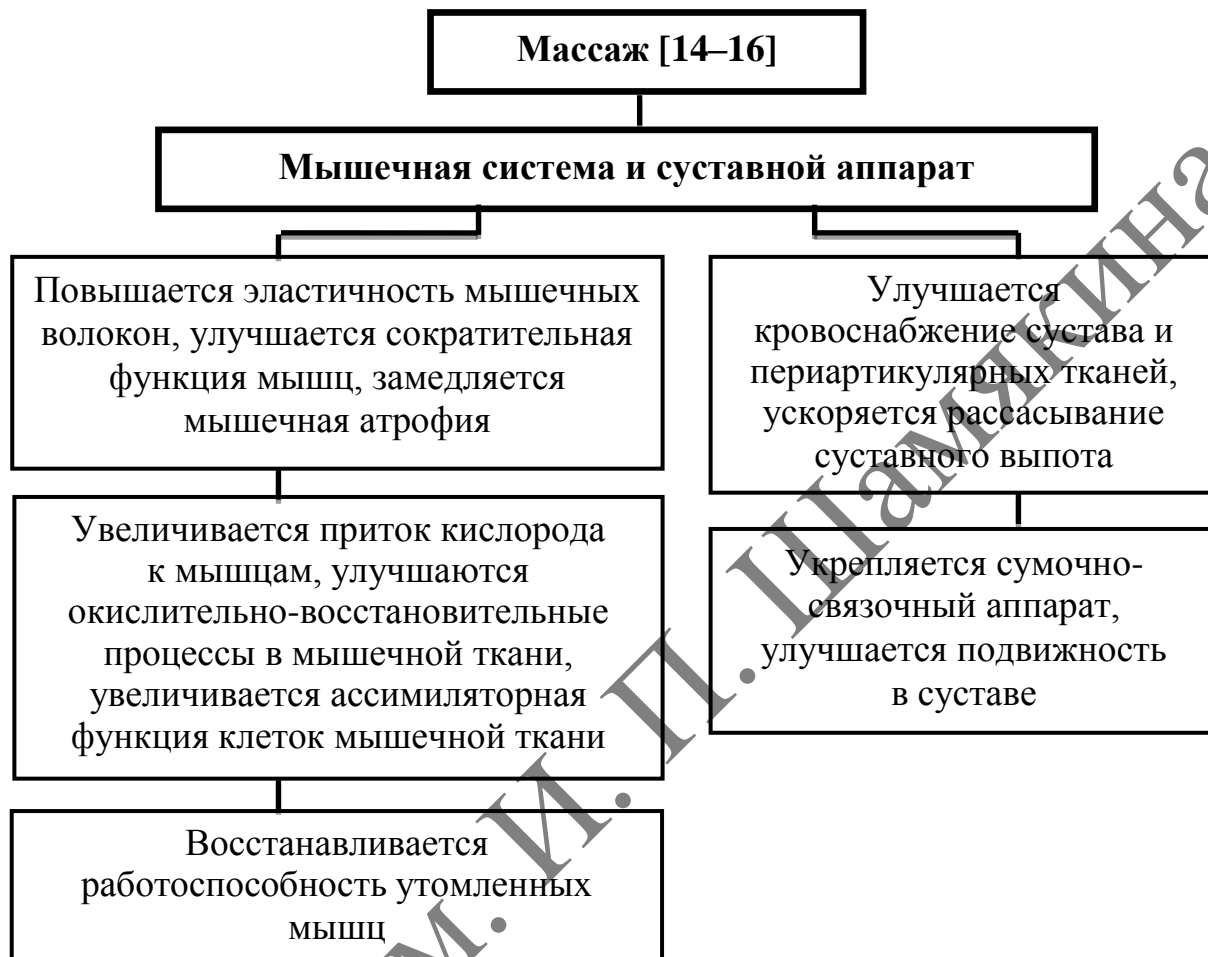 Массаж [14–16]
Мышечная система и суставной аппарат
Повышается эластичность мышечных
волокон, улучшается сократительная
функция мышц, замедляется
мышечная атрофия
Увеличивается приток кислорода
к мышцам, улучшаются
окислительно-восстановительные
процессы в мышечной ткани,
увеличивается ассимиляторная
функция клеток мышечной ткани
Восстанавливается
работоспособность утомленных
мышц
Улучшается
кровоснабжение сустава и
периартикулярных тканей,
ускоряется рассасывание
суставного выпота
Укрепляется сумочно-
связочный аппарат,
улучшается подвижность
в суставе
м. И. П. Шамякина